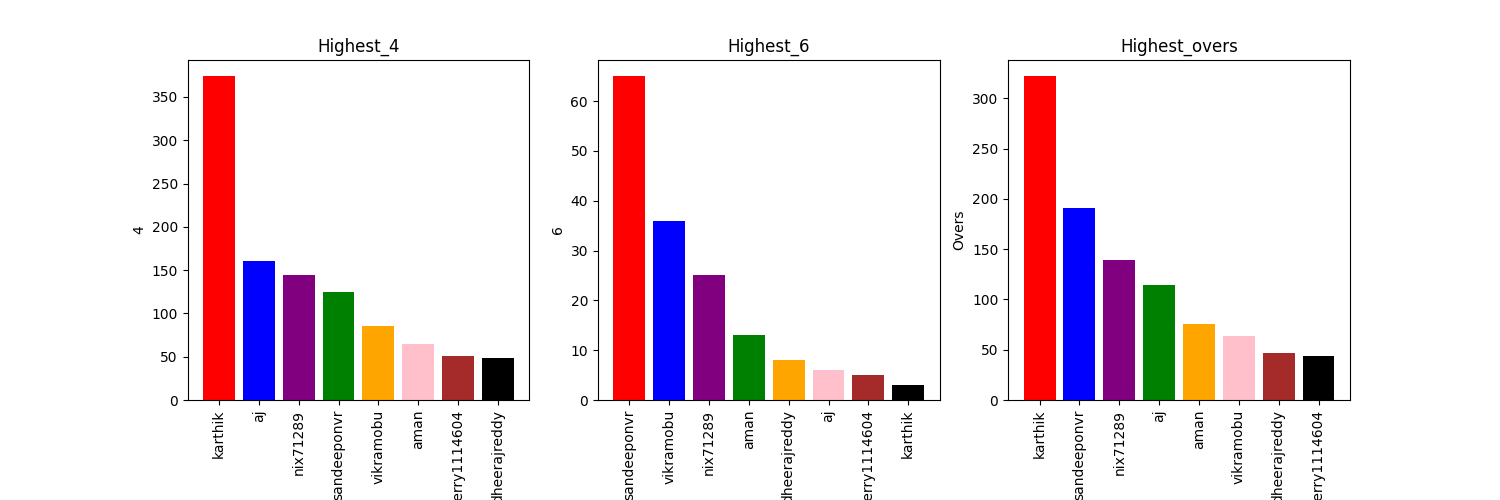 Highest_4
4
350
300
250
200
150
100
50
0
karthik
aj
nix71289
sandeeponvr
vikramobu
aman
erry1114604
dheerajreddy
Highest_6
6
60
50
40
30
20
10
0
sandeeponvr
vikramobu
nix71289
aman
dheerajreddy
aj
erry1114604
karthik
Highest_overs
Overs
300
250
200
150
100
50
0
karthik
sandeeponvr
nix71289
aj
aman
vikramobu
dheerajreddy
erry1114604